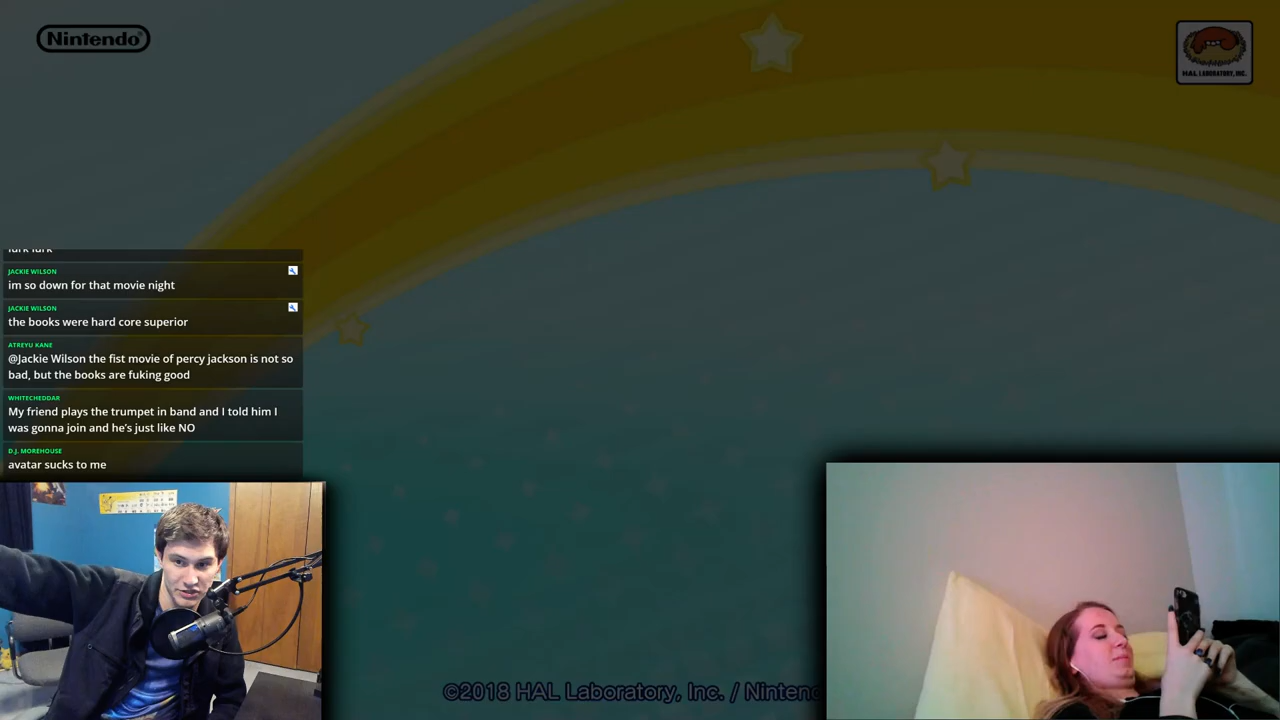 Nintendo
HAL LABORATORY, INC.
JACKIE WILSON
im so down for that movie night
JACKIE WILSON
the books were hard core superior
ATREYU KANE
@Jackie Wilson the fist movie of percy jackson is not so
bad, but the books are fuking good
WHITECHEDDAR
My friend plays the trumpet in band and I told him I
was gonna join and he's just like NO
D.J. MOREHOUSE
avatar sucks to me
©2018 HAL Laboratory, Inc. / Nintendo